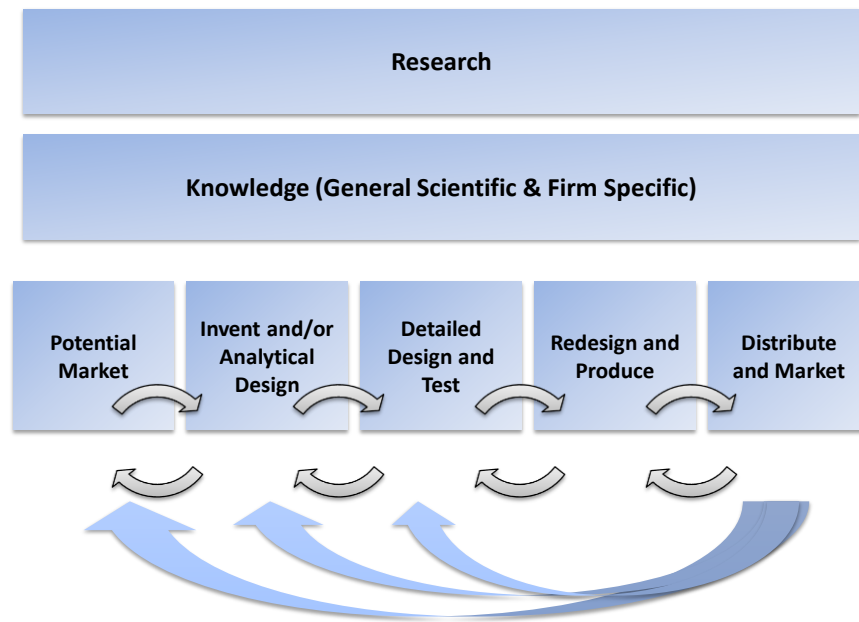 Research
Knowledge (General Scientific & Firm Specific)
Potential
Market
Invent and/or
Analytical
Design
Detailed
Design and
Test
Redesign and
Produce
Distribute
and Market